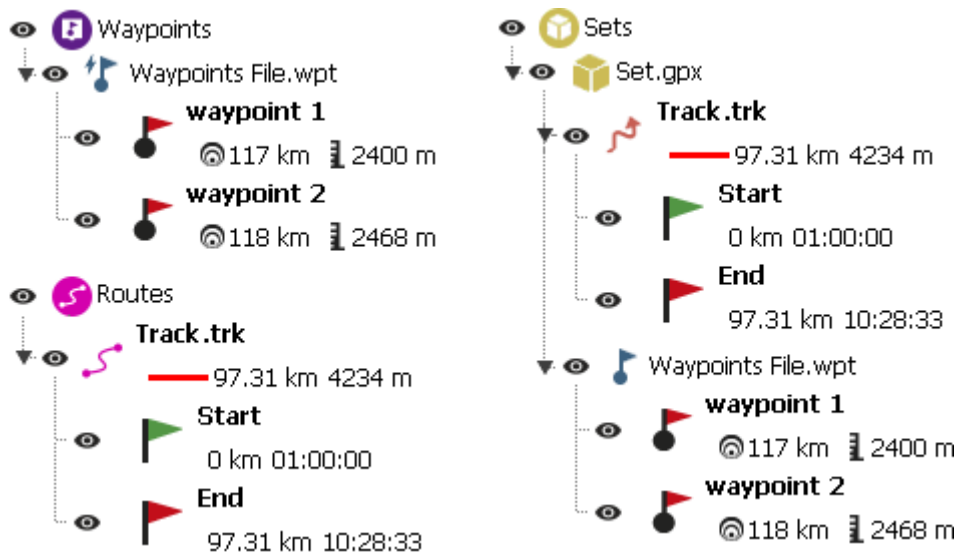 Waypoints
Waypoints File.wpt
waypoint 1
117 km 2400 m
waypoint 2
118 km 2468 m
Routes
Track.trk
97.31 km 4234 m
Start
0 km 01:00:00
End
97.31 km 10:28:33
Sets
Set.gpx
Track.trk
97.31 km 4234 m
Start
0 km 01:00:00
End
97.31 km 10:28:33
Waypoints File.wpt
waypoint 1
117 km 2400 m
waypoint 2
118 km 2468 m